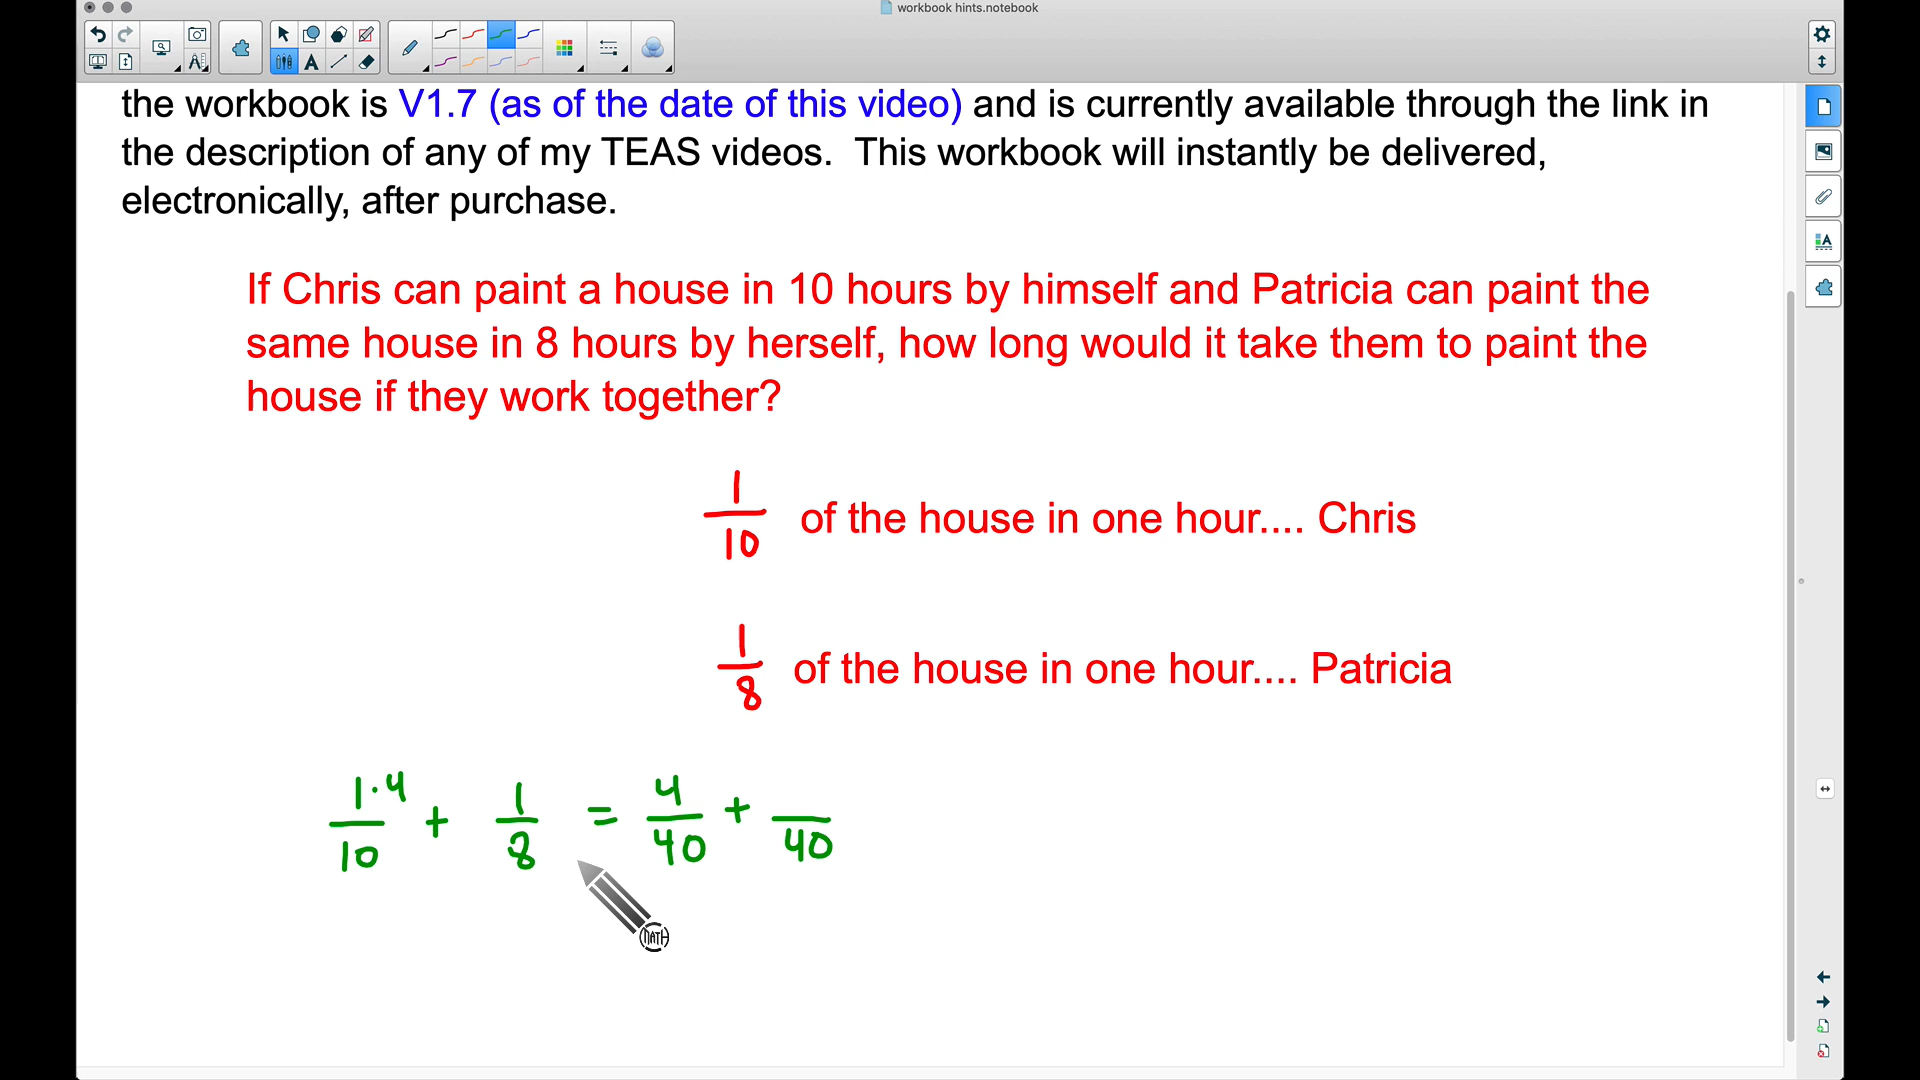 workbook hints.notebook
the workbook is V1.7 (as of the date of this video) and is currently available through the link in
the description of any of my TEAS videos.  This workbook will instantly be delivered,
electronically, after purchase.
If Chris can paint a house in 10 hours by himself and Patricia can paint the
same house in 8 hours by herself, how long would it take them to paint the
house if they work together?
1/10 of the house in one hour.... Chris
1/8 of the house in one hour.... Patricia
1·4/10 + 1/8 = 4/40 + /40
MATH